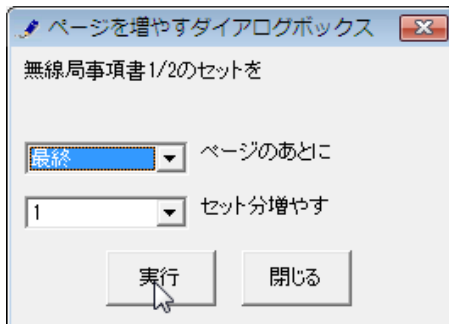 ページを増やすダイアログボックス
無線局事項書1/2のセットを
最終 ページのあとに
1 セット分増やす
実行 閉じる